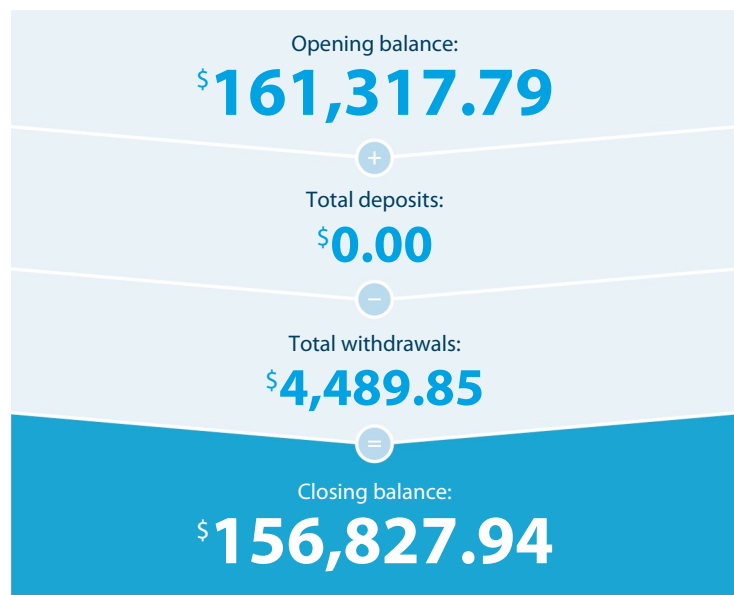 Opening balance:
$161,317.79
+
Total deposits:
$0.00
−
Total withdrawals:
$4,489.85
=
Closing balance:
$156,827.94